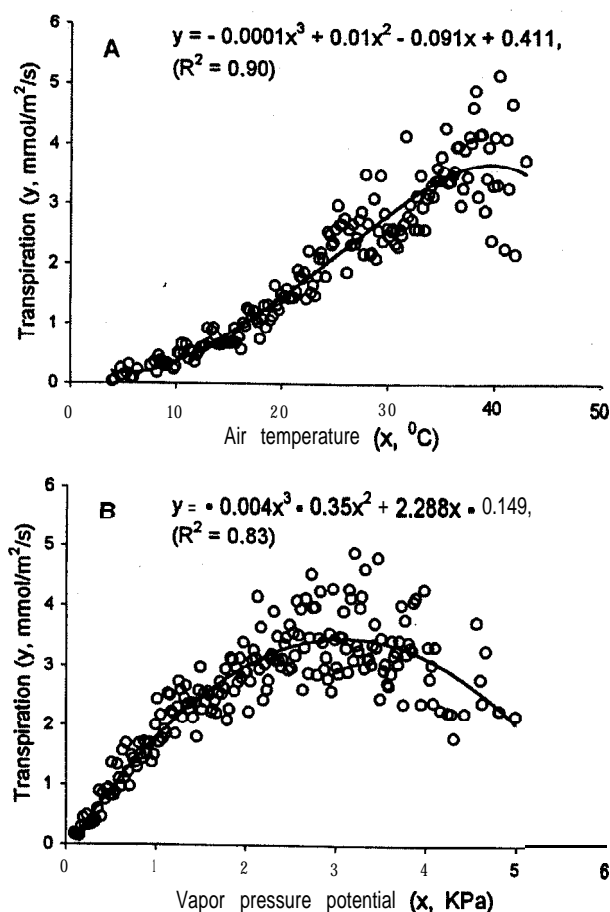 A
y = - 0.0001x³ + 0.01x² - 0.091x + 0.411,
(R² = 0.90)
Transpiration (y, mmol/m²/s)
6
5
4
3
2
1
0
0 10 20 30 40 50
Air temperature (x, ⁰C)
B
y = • 0.004x³ • 0.35x² + 2.288x • 0.149,
(R² = 0.83)
Transpiration (y, mmol/m²/s)
6
5
4
3
2
1
0
0 1 2 3 4 5 6
Vapor pressure potential (x, KPa)